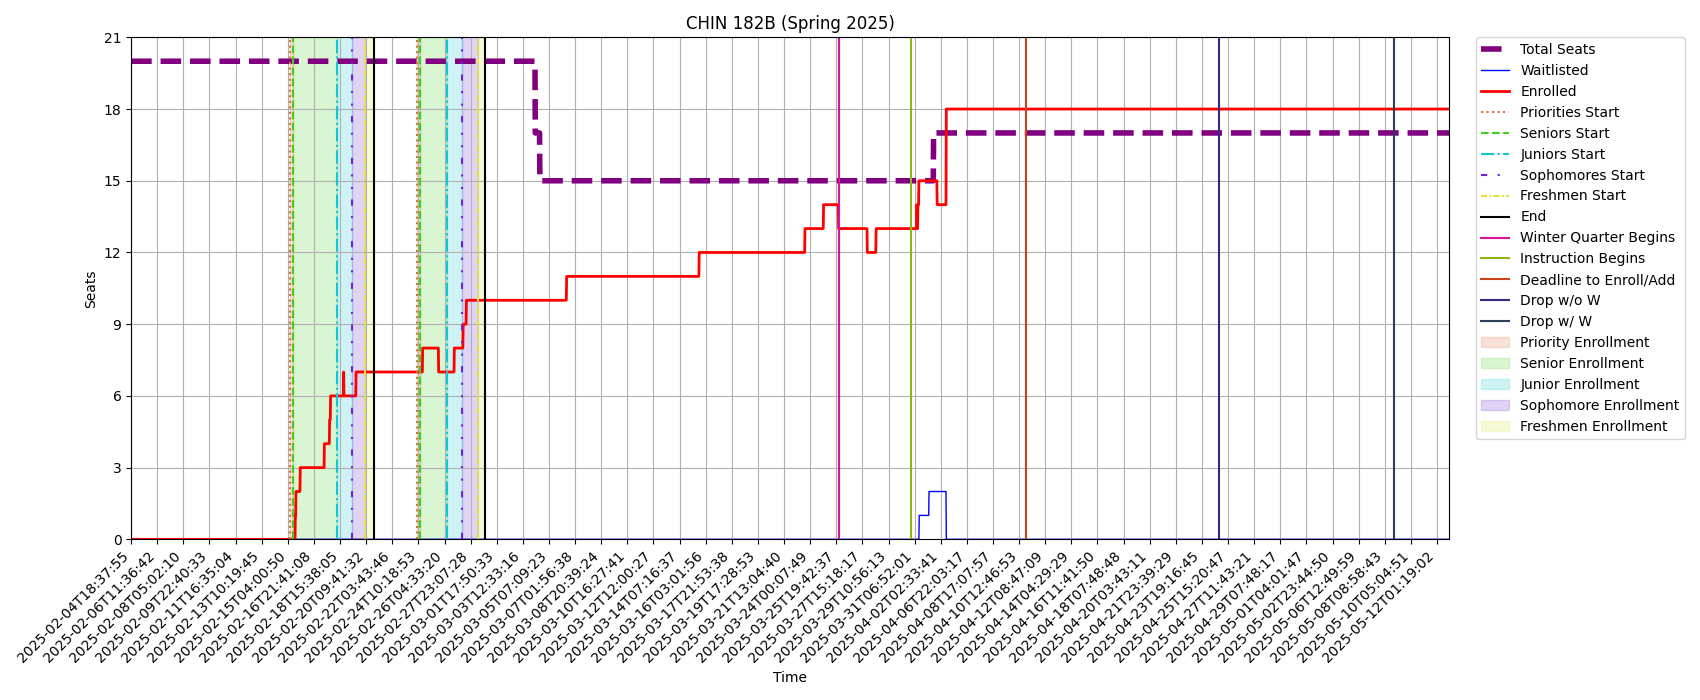 CHIN 182B (Spring 2025)
Seats
21
18
15
12
9
6
3
0
2025-02-04T18:37:55
2025-02-06T11:36:42
2025-02-08T05:02:10
2025-02-09T22:40:33
2025-02-11T16:35:04
2025-02-13T10:19:45
2025-02-15T04:00:50
2025-02-16T21:41:08
2025-02-18T15:38:05
2025-02-20T09:41:32
2025-02-22T03:43:46
2025-02-24T10:18:53
2025-02-26T04:33:20
2025-02-27T23:07:28
2025-03-01T17:50:33
2025-03-03T12:33:16
2025-03-05T07:09:23
2025-03-07T01:56:38
2025-03-08T20:39:24
2025-03-10T16:27:41
2025-03-12T12:00:27
2025-03-14T07:16:37
2025-03-16T03:01:56
2025-03-17T21:53:38
2025-03-19T17:28:53
2025-03-21T13:04:40
2025-03-24T00:07:49
2025-03-25T19:42:37
2025-03-27T15:18:17
2025-03-29T10:56:13
2025-03-31T06:52:01
2025-04-02T02:33:41
2025-04-06T22:03:17
2025-04-08T17:07:57
2025-04-10T12:46:53
2025-04-12T08:47:09
2025-04-14T04:29:29
2025-04-16T11:41:50
2025-04-18T07:48:48
2025-04-20T03:43:11
2025-04-21T23:39:29
2025-04-23T19:16:45
2025-04-25T15:20:47
2025-04-27T11:43:21
2025-04-29T07:48:17
2025-05-01T04:01:47
2025-05-02T23:44:50
2025-05-06T12:49:59
2025-05-08T08:58:43
2025-05-10T05:04:51
2025-05-12T01:19:02
Time
Total Seats
Waitlisted
Enrolled
Priorities Start
Seniors Start
Juniors Start
Sophomores Start
Freshmen Start
End
Winter Quarter Begins
Instruction Begins
Deadline to Enroll/Add
Drop w/o W
Drop w/ W
Priority Enrollment
Senior Enrollment
Junior Enrollment
Sophomore Enrollment
Freshmen Enrollment